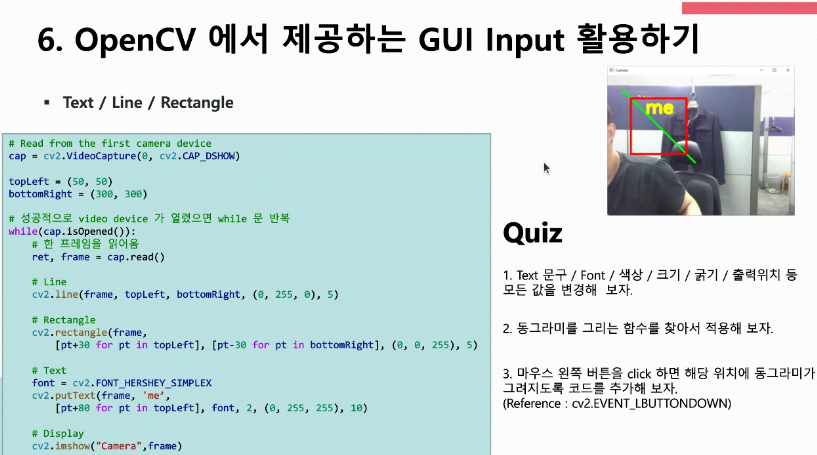 6. OpenCV 에서 제공하는 GUI Input 활용하기
▪ Text / Line / Rectangle
# Read from the first camera device
cap = cv2.VideoCapture(0, cv2.CAP_DSHOW)
topLeft = (50, 50)
bottomRight = (300, 300)
# 성공적으로 video device 가 열렸으면 while 문 반복
while(cap.isOpened()):
# 한 프레임을 읽어옴
ret, frame = cap.read()
# Line
cv2.line(frame, topLeft, bottomRight, (0, 255, 0), 5)
# Rectangle
cv2.rectangle(frame,
[pt+30 for pt in topLeft], [pt-30 for pt in bottomRight], (0, 0, 255), 5)
# Text
font = cv2.FONT_HERSHEY_SIMPLEX
cv2.putText(frame, 'me',
[pt+80 for pt in topLeft], font, 2, (0, 255, 255), 10)
# Display
cv2.imshow("Camera",frame)
Camera
me
Quiz
1. Text 문구 / Font / 색상 / 크기 / 굵기 / 출력위치 등
모든 값을 변경해 보자.
2. 동그라미를 그리는 함수를 찾아서 적용해 보자.
3. 마우스 왼쪽 버튼을 click 하면 해당 위치에 동그라미가
그려지도록 코드를 추가해 보자.
(Reference : cv2.EVENT_LBUTTONDOWN)